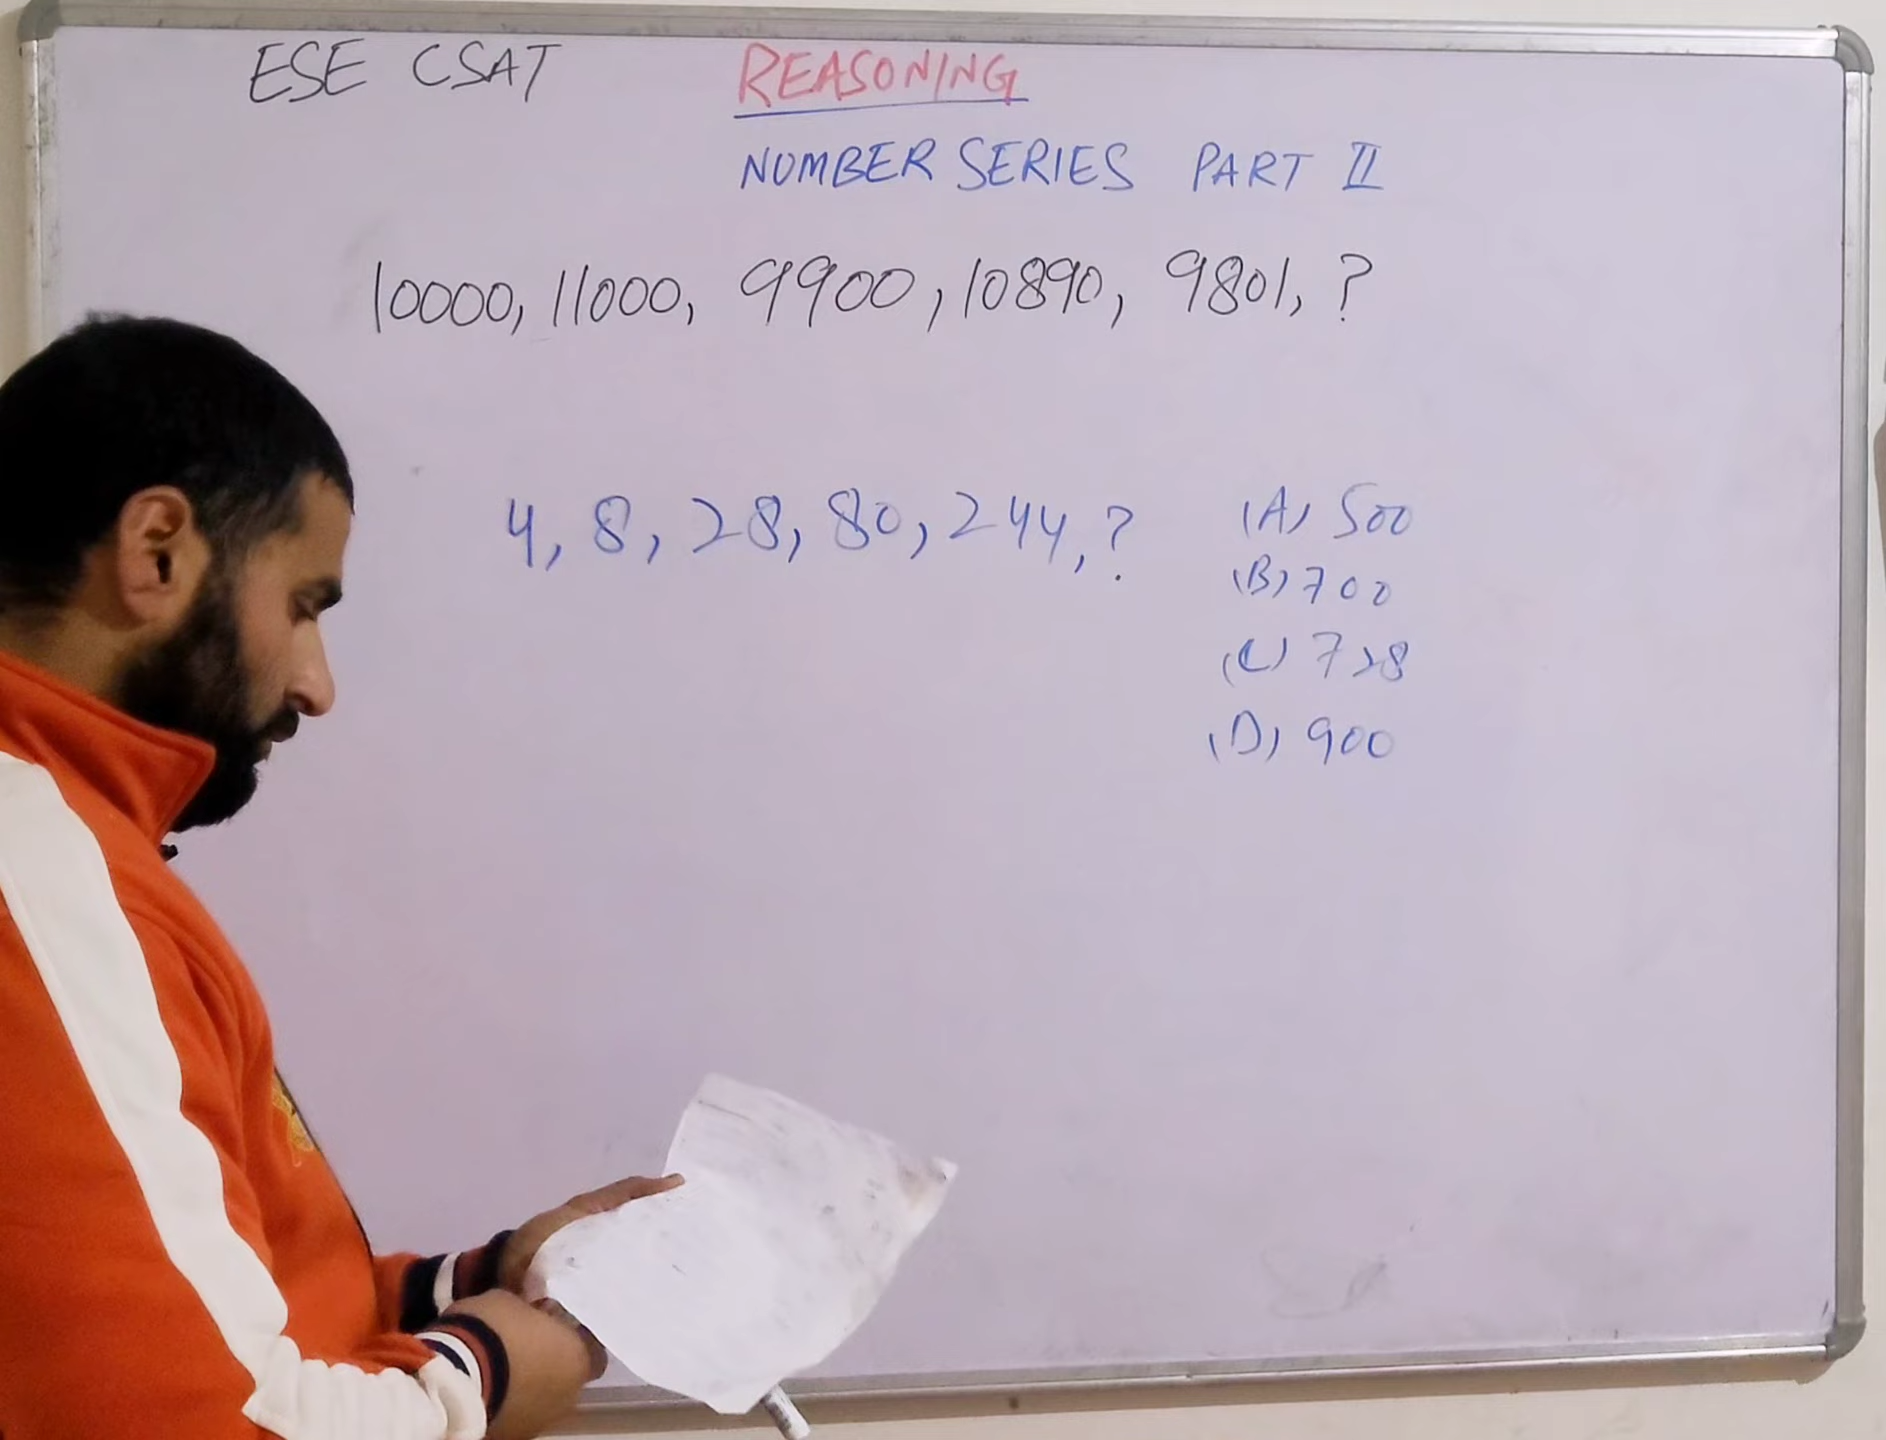 ESE CSAT REASONING
NUMBER SERIES PART II
10000, 11000, 9900, 10890, 9801, ?
4, 8, 28, 80, 244, ?
(A) 500
(B) 700
(C) 728
(D) 900